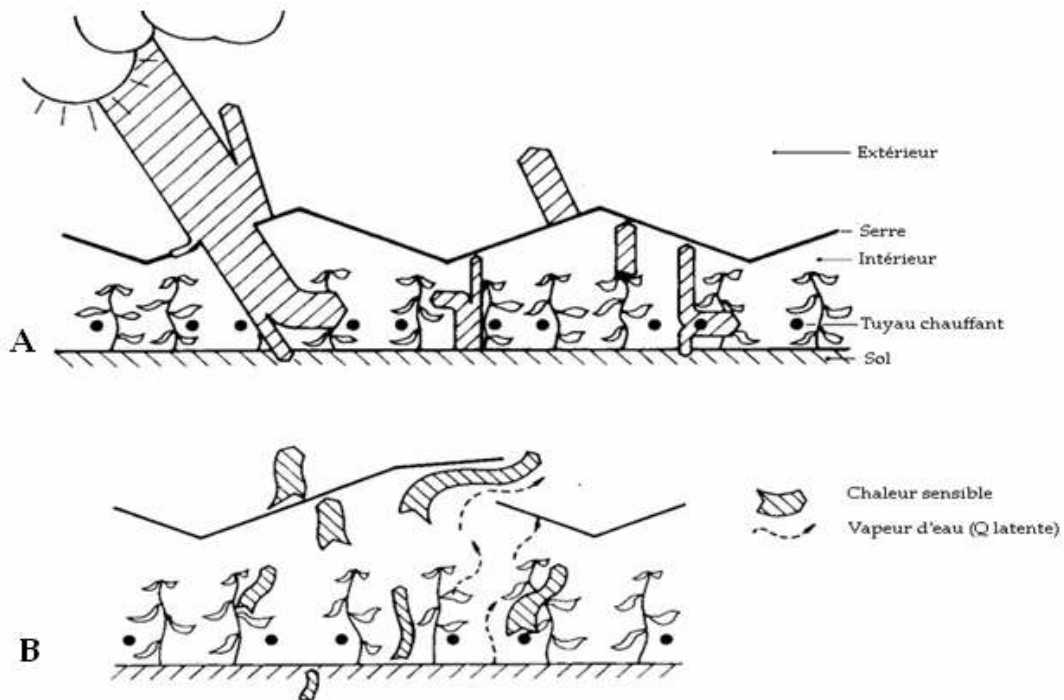 Extérieur
Serre
Intérieur
Tuyau chauffant
A
Sol
Chaleur sensible
Vapeur d'eau (Q latente)
B